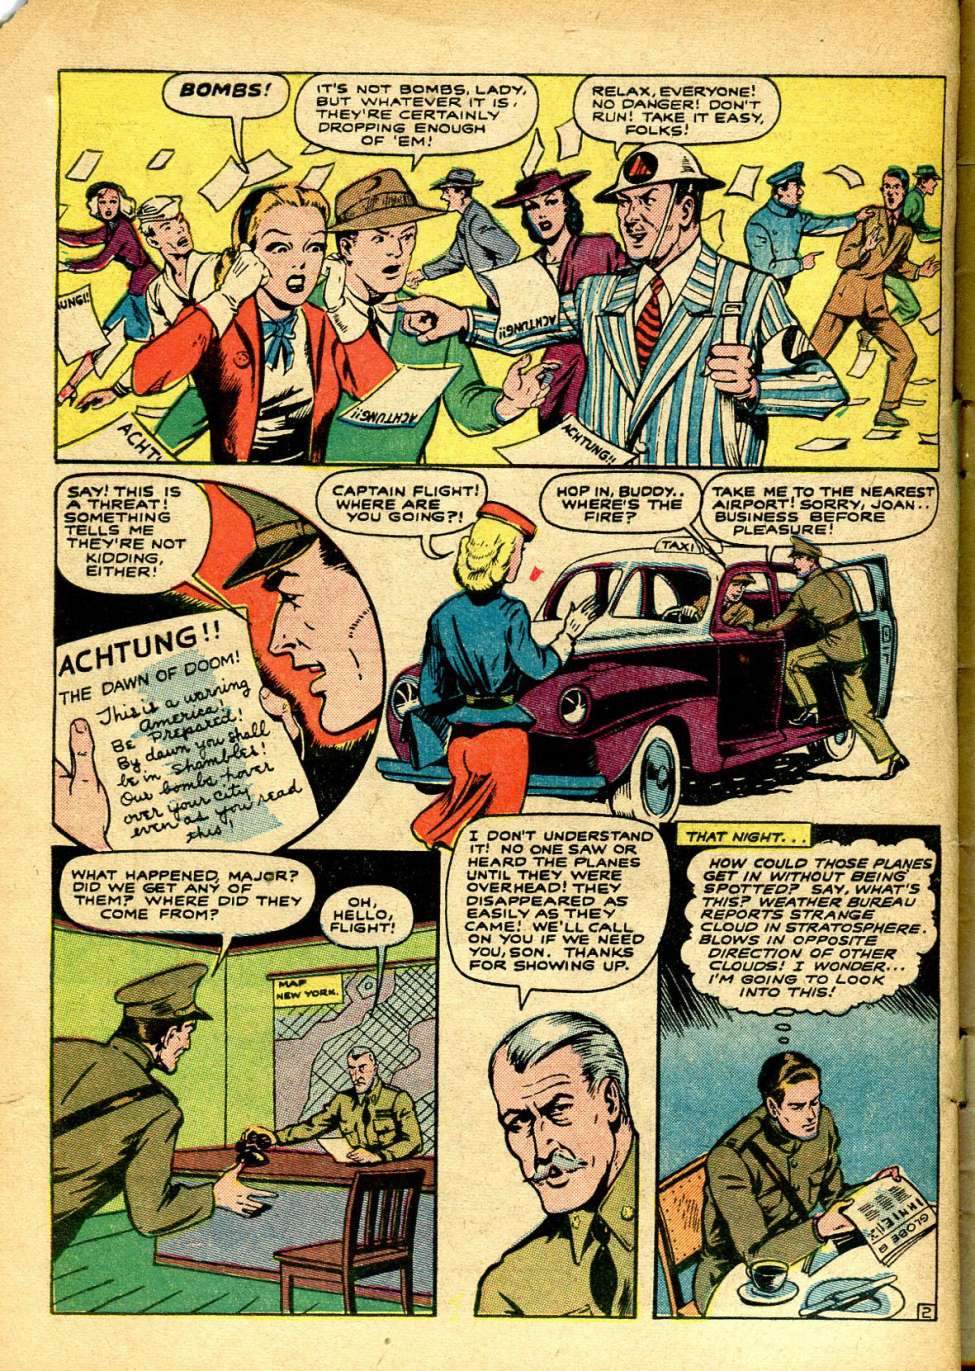 BOMBS!
IT'S NOT BOMBS, LADY,
BUT WHATEVER IT IS,
THEY'RE CERTAINLY
DROPPING ENOUGH
OF 'EM!
RELAX, EVERYONE!
NO DANGER! DON'T
RUN! TAKE IT EASY,
FOLKS!
UNG!!
ACHTUNG!!
ACHTUNG!!
ACHT
ACHTUNG!!
SAY! THIS IS
A THREAT!
SOMETHING
TELLS ME
THEY'RE NOT
KIDDING,
EITHER!
ACHTUNG!!
THE DAWN OF DOOM!
This is a warning
America!
Be Prepared!
By dawn you shall
be in shambles!
Our bombs hover
over your city
even as you read
this!
CAPTAIN FLIGHT!
WHERE ARE
YOU GOING?!
HOP IN, BUDDY..
WHERE'S THE
FIRE?
TAKE ME TO THE NEAREST
AIRPORT! SORRY, JOAN..
BUSINESS BEFORE
PLEASURE!
TAXI
WHAT HAPPENED, MAJOR?
DID WE GET ANY OF
THEM? WHERE DID THEY
COME FROM?
OH,
HELLO,
FLIGHT!
MAP
NEW YORK.
I DON'T UNDERSTAND
IT! NO ONE SAW OR
HEARD THE PLANES
UNTIL THEY WERE
OVERHEAD! THEY
DISAPPEARED AS
EASILY AS THEY
CAME! WE'LL CALL
ON YOU IF WE NEED
YOU, SON. THANKS
FOR SHOWING UP.
THAT NIGHT...
HOW COULD THOSE PLANES
GET IN WITHOUT BEING
SPOTTED? SAY, WHAT'S
THIS? WEATHER BUREAU
REPORTS STRANGE
CLOUD IN STRATOSPHERE.
BLOWS IN OPPOSITE
DIRECTION OF OTHER
CLOUDS! I WONDER...
I'M GOING TO LOOK
INTO THIS!
GLOBE
2